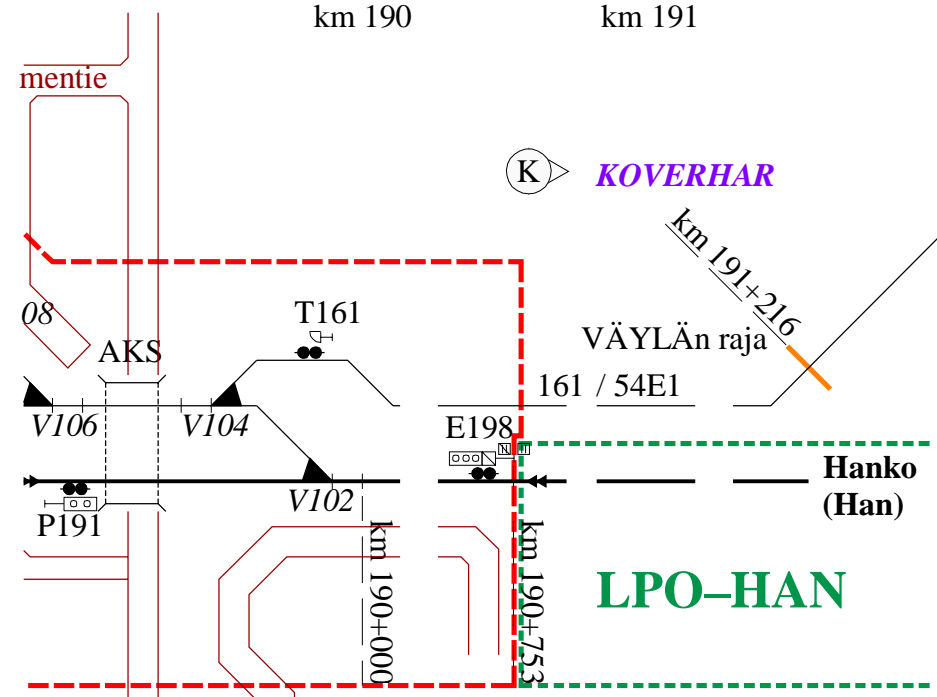 km 190
km 191
mentie
K
KOVERHAR
km 191+216
08
T161
VÄYLÄn raja
AKS
161 / 54E1
V106
V104
E198
V102
P191
Hanko
(Han)
km 190+000
km 190+753
LPO–HAN